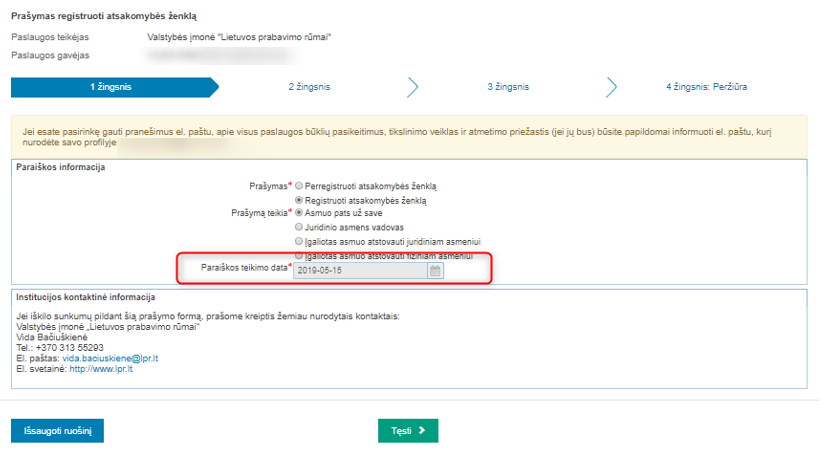 Prašymas registruoti atsakomybės ženklą
Paslaugos teikėjas Valstybės įmonė "Lietuvos prabavimo rūmai"
Paslaugos gavėjas
1 žingsnis 2 žingsnis 3 žingsnis 4 žingsnis: Peržiūra
Jei esate pasirinkę gauti pranešimus el. paštu, apie visus paslaugos būklių pasikeitimus, tikslinimo veiklas ir atmetimo priežastis (jei jų bus) būsite papildomai informuoti el. paštu, kurį
nurodėte savo profilyje
Paraiškos informacija
Prašymas* Perregistruoti atsakomybės ženklą
Registruoti atsakomybės ženklą
Prašymą teikia* Asmuo pats už save
Juridinio asmens vadovas
Įgaliotas asmuo atstovauti juridiniam asmeniui
Įgaliotas asmuo atstovauti fiziniam asmeniui
Paraiškos teikimo data* 2019-05-15
Institucijos kontaktinė informacija
Jei iškilo sunkumų pildant šią prašymo formą, prašome kreiptis žemiau nurodytais kontaktais:
Valstybės įmonė „Lietuvos prabavimo rūmai"
Vida Bačiuškienė
Tel.: +370 313 55293
El. paštas: vida.baciuskiene@lpr.lt
El. svetainė: http://www.lpr.lt
Išsaugoti ruošinį Tęsti